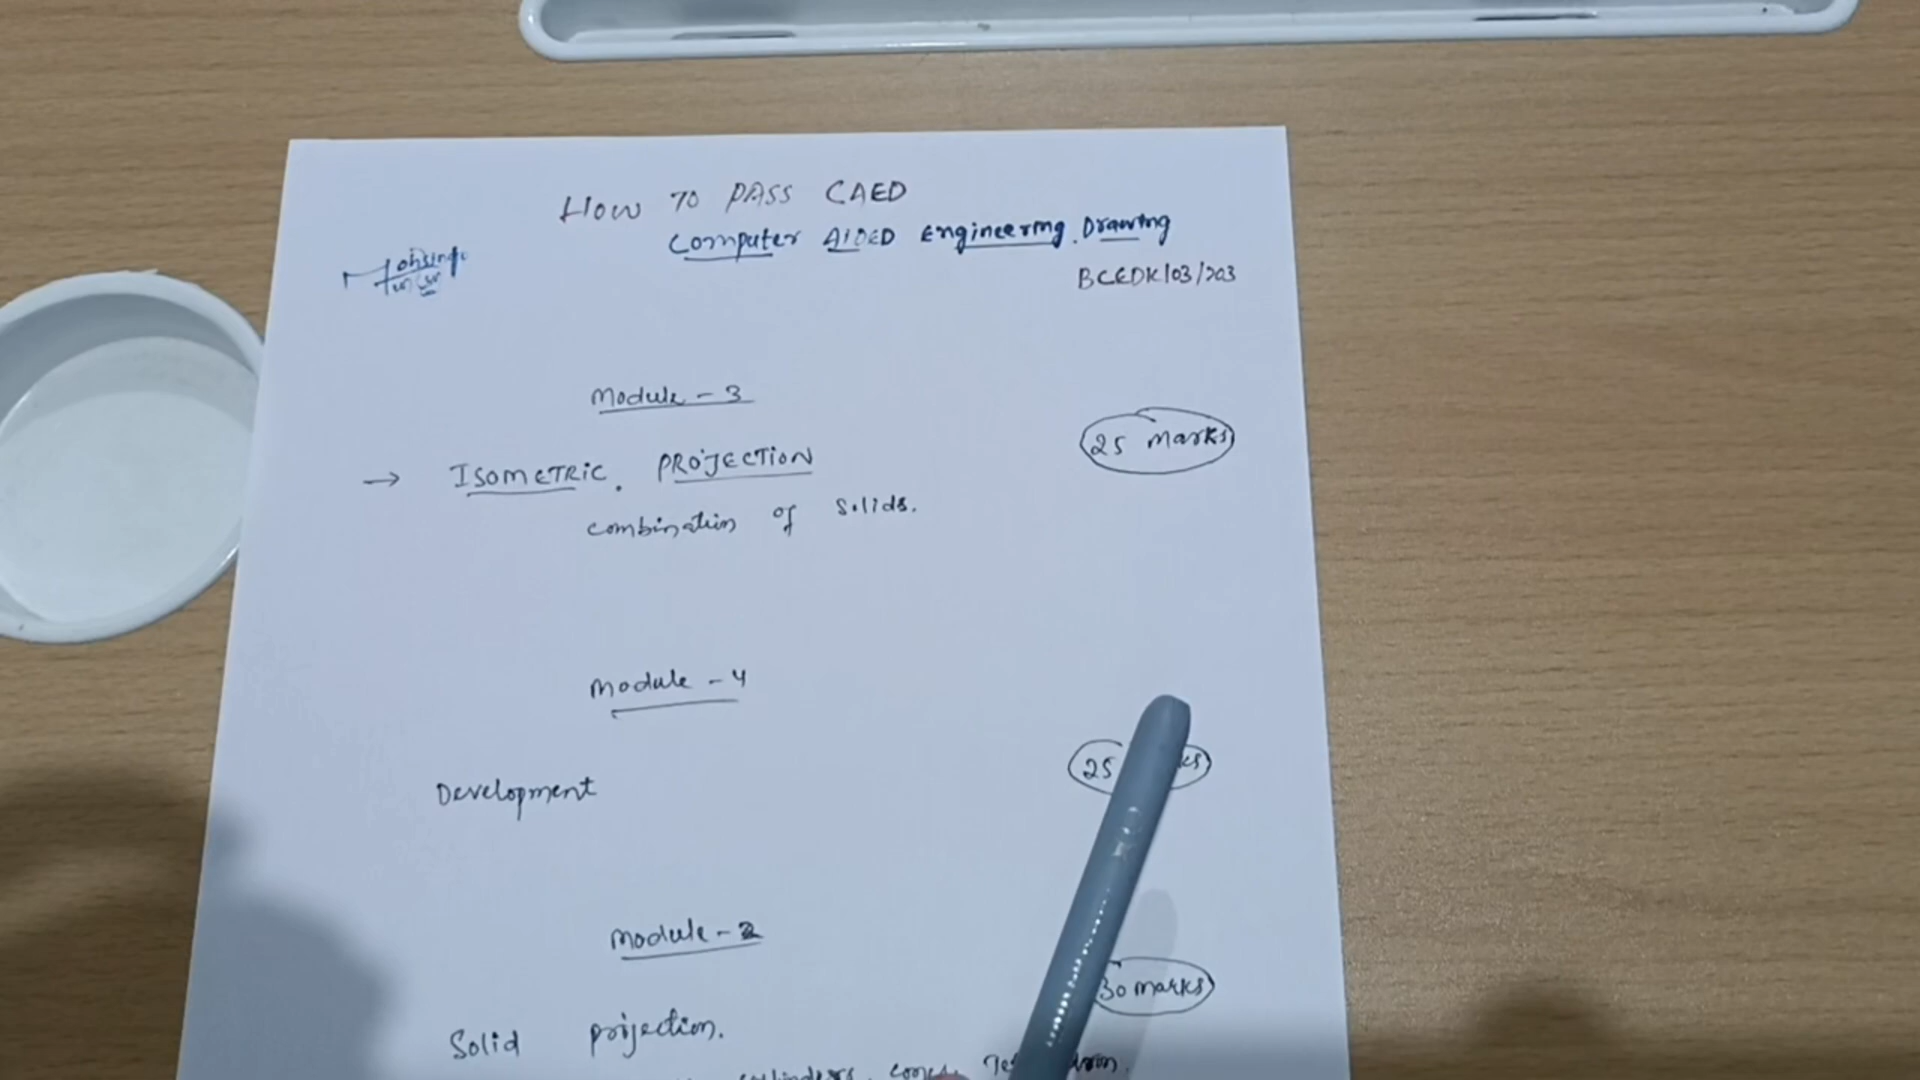 HOW TO PASS CAED
Computer AIDED Engineering Drawing
BCEDK103/203
Module - 3
25 Marks
→ ISOMETRIC PROJECTION
combination of solids.
Module - 4
25
Development
Module - 2
30 marks
Solid projection.
cones,